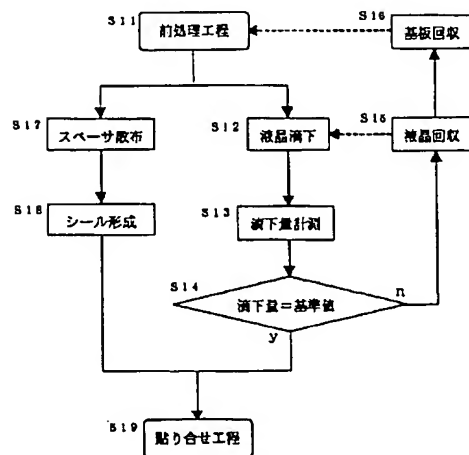 S11 前処理工程
S16 基板回収
S17 スペーサ散布
S12 液晶滴下
S15 液晶回収
S18 シール形成
S13 滴下量計測
S14 滴下量=基準値
n
y
S19 貼り合せ工程